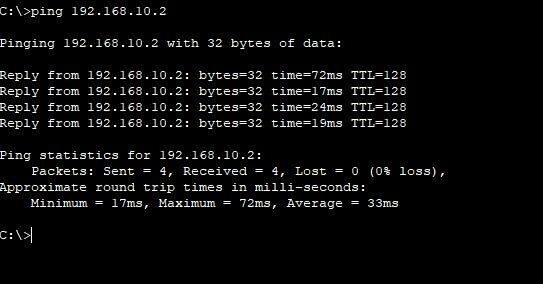 C:\>ping 192.168.10.2
Pinging 192.168.10.2 with 32 bytes of data:
Reply from 192.168.10.2: bytes=32 time=72ms TTL=128
Reply from 192.168.10.2: bytes=32 time=17ms TTL=128
Reply from 192.168.10.2: bytes=32 time=24ms TTL=128
Reply from 192.168.10.2: bytes=32 time=19ms TTL=128
Ping statistics for 192.168.10.2:
Packets: Sent = 4, Received = 4, Lost = 0 (0% loss),
Approximate round trip times in milli-seconds:
Minimum = 17ms, Maximum = 72ms, Average = 33ms
C:\>